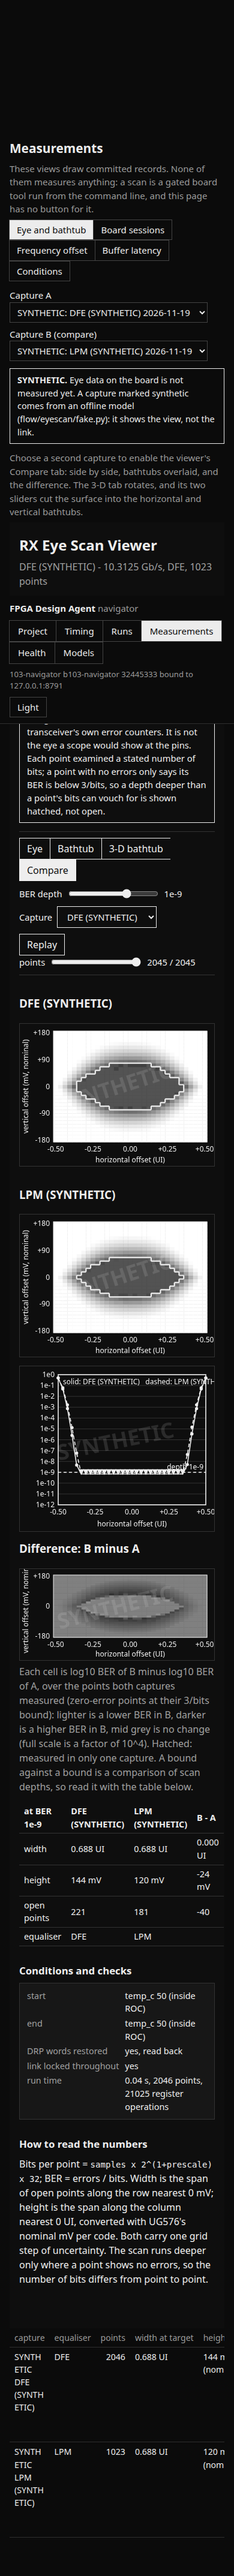 Measurements
These views draw committed records. None of
them measures anything: a scan is a gated board
tool run from the command line, and this page
has no button for it.
Eye and bathtub
Board sessions
Frequency offset
Buffer latency
Conditions
Capture A
SYNTHETIC: DFE (SYNTHETIC) 2026-11-19
Capture B (compare)
SYNTHETIC: LPM (SYNTHETIC) 2026-11-19
SYNTHETIC. Eye data on the board is not
measured yet. A capture marked synthetic
comes from an offline model
(flow/eyescan/fake.py): it shows the view, not the
link.
Choose a second capture to enable the viewer's
Compare tab: side by side, bathtubs overlaid, and
the difference. The 3-D tab rotates, and its two
sliders cut the surface into the horizontal and
vertical bathtubs.
RX Eye Scan Viewer
DFE (SYNTHETIC) - 10.3125 Gb/s, DFE, 1023
points
FPGA Design Agent navigator
Project
Timing
Runs
Measurements
Health
Models
103-navigator b103-navigator 32445333 bound to
127.0.0.1:8791
Light
transceiver's own error counters. It is not
the eye a scope would show at the pins.
Each point examined a stated number of
bits; a point with no errors only says its
BER is below 3/bits, so a depth deeper than
a point's bits can vouch for is shown
hatched, not open.
Eye
Bathtub
3-D bathtub
Compare
BER depth 1e-9
Capture DFE (SYNTHETIC)
Replay
points 2045 / 2045
DFE (SYNTHETIC)
vertical offset (mV, nominal)
+180
+90
0
-90
-180
SYNTHETIC
-0.50 -0.25 0.00 +0.25 +0.50
horizontal offset (UI)
LPM (SYNTHETIC)
vertical offset (mV, nominal)
+180
+90
0
-90
-180
SYNTHETIC
-0.50 -0.25 0.00 +0.25 +0.50
horizontal offset (UI)
1e0
1e-1
1e-2
1e-3
1e-4
1e-5
1e-6
1e-7
1e-8
1e-9
1e-10
1e-11
1e-12
solid: DFE (SYNTHETIC) dashed: LPM (SYNTH
SYNTHETIC
depth 1e-9
-0.50 -0.25 0.00 +0.25 +0.50
horizontal offset (UI)
Difference: B minus A
vertical offset (mV, nomir
+180
0
-180
SYNTHETIC
-0.50 -0.25 0.00 +0.25 +0.50
horizontal offset (UI)
Each cell is log10 BER of B minus log10 BER
of A, over the points both captures
measured (zero-error points at their 3/bits
bound): lighter is a lower BER in B, darker
is a higher BER in B, mid grey is no change
(full scale is a factor of 10^4). Hatched:
measured in only one capture. A bound
against a bound is a comparison of scan
depths, so read it with the table below.
at BER 1e-9 DFE (SYNTHETIC) LPM (SYNTHETIC) B - A
width 0.688 UI 0.688 UI 0.000 UI
height 144 mV 120 mV -24 mV
open points 221 181 -40
equaliser DFE LPM
Conditions and checks
start temp_c 50 (inside ROC)
end temp_c 50 (inside ROC)
DRP words restored yes, read back
link locked throughout yes
run time 0.04 s, 2046 points,
21025 register
operations
How to read the numbers
Bits per point = samples x 2^(1+prescale)
x 32; BER = errors / bits. Width is the span
of open points along the row nearest 0 mV;
height is the span along the column
nearest 0 UI, converted with UG576's
nominal mV per code. Both carry one grid
step of uncertainty. The scan runs deeper
only where a point shows no errors, so the
number of bits differs from point to point.
capture equaliser points width at target heigh
SYNTHETIC DFE (SYNTHETIC) DFE 2046 0.688 UI 144 m (nom
SYNTHETIC LPM (SYNTHETIC) LPM 1023 0.688 UI 120 m (nom